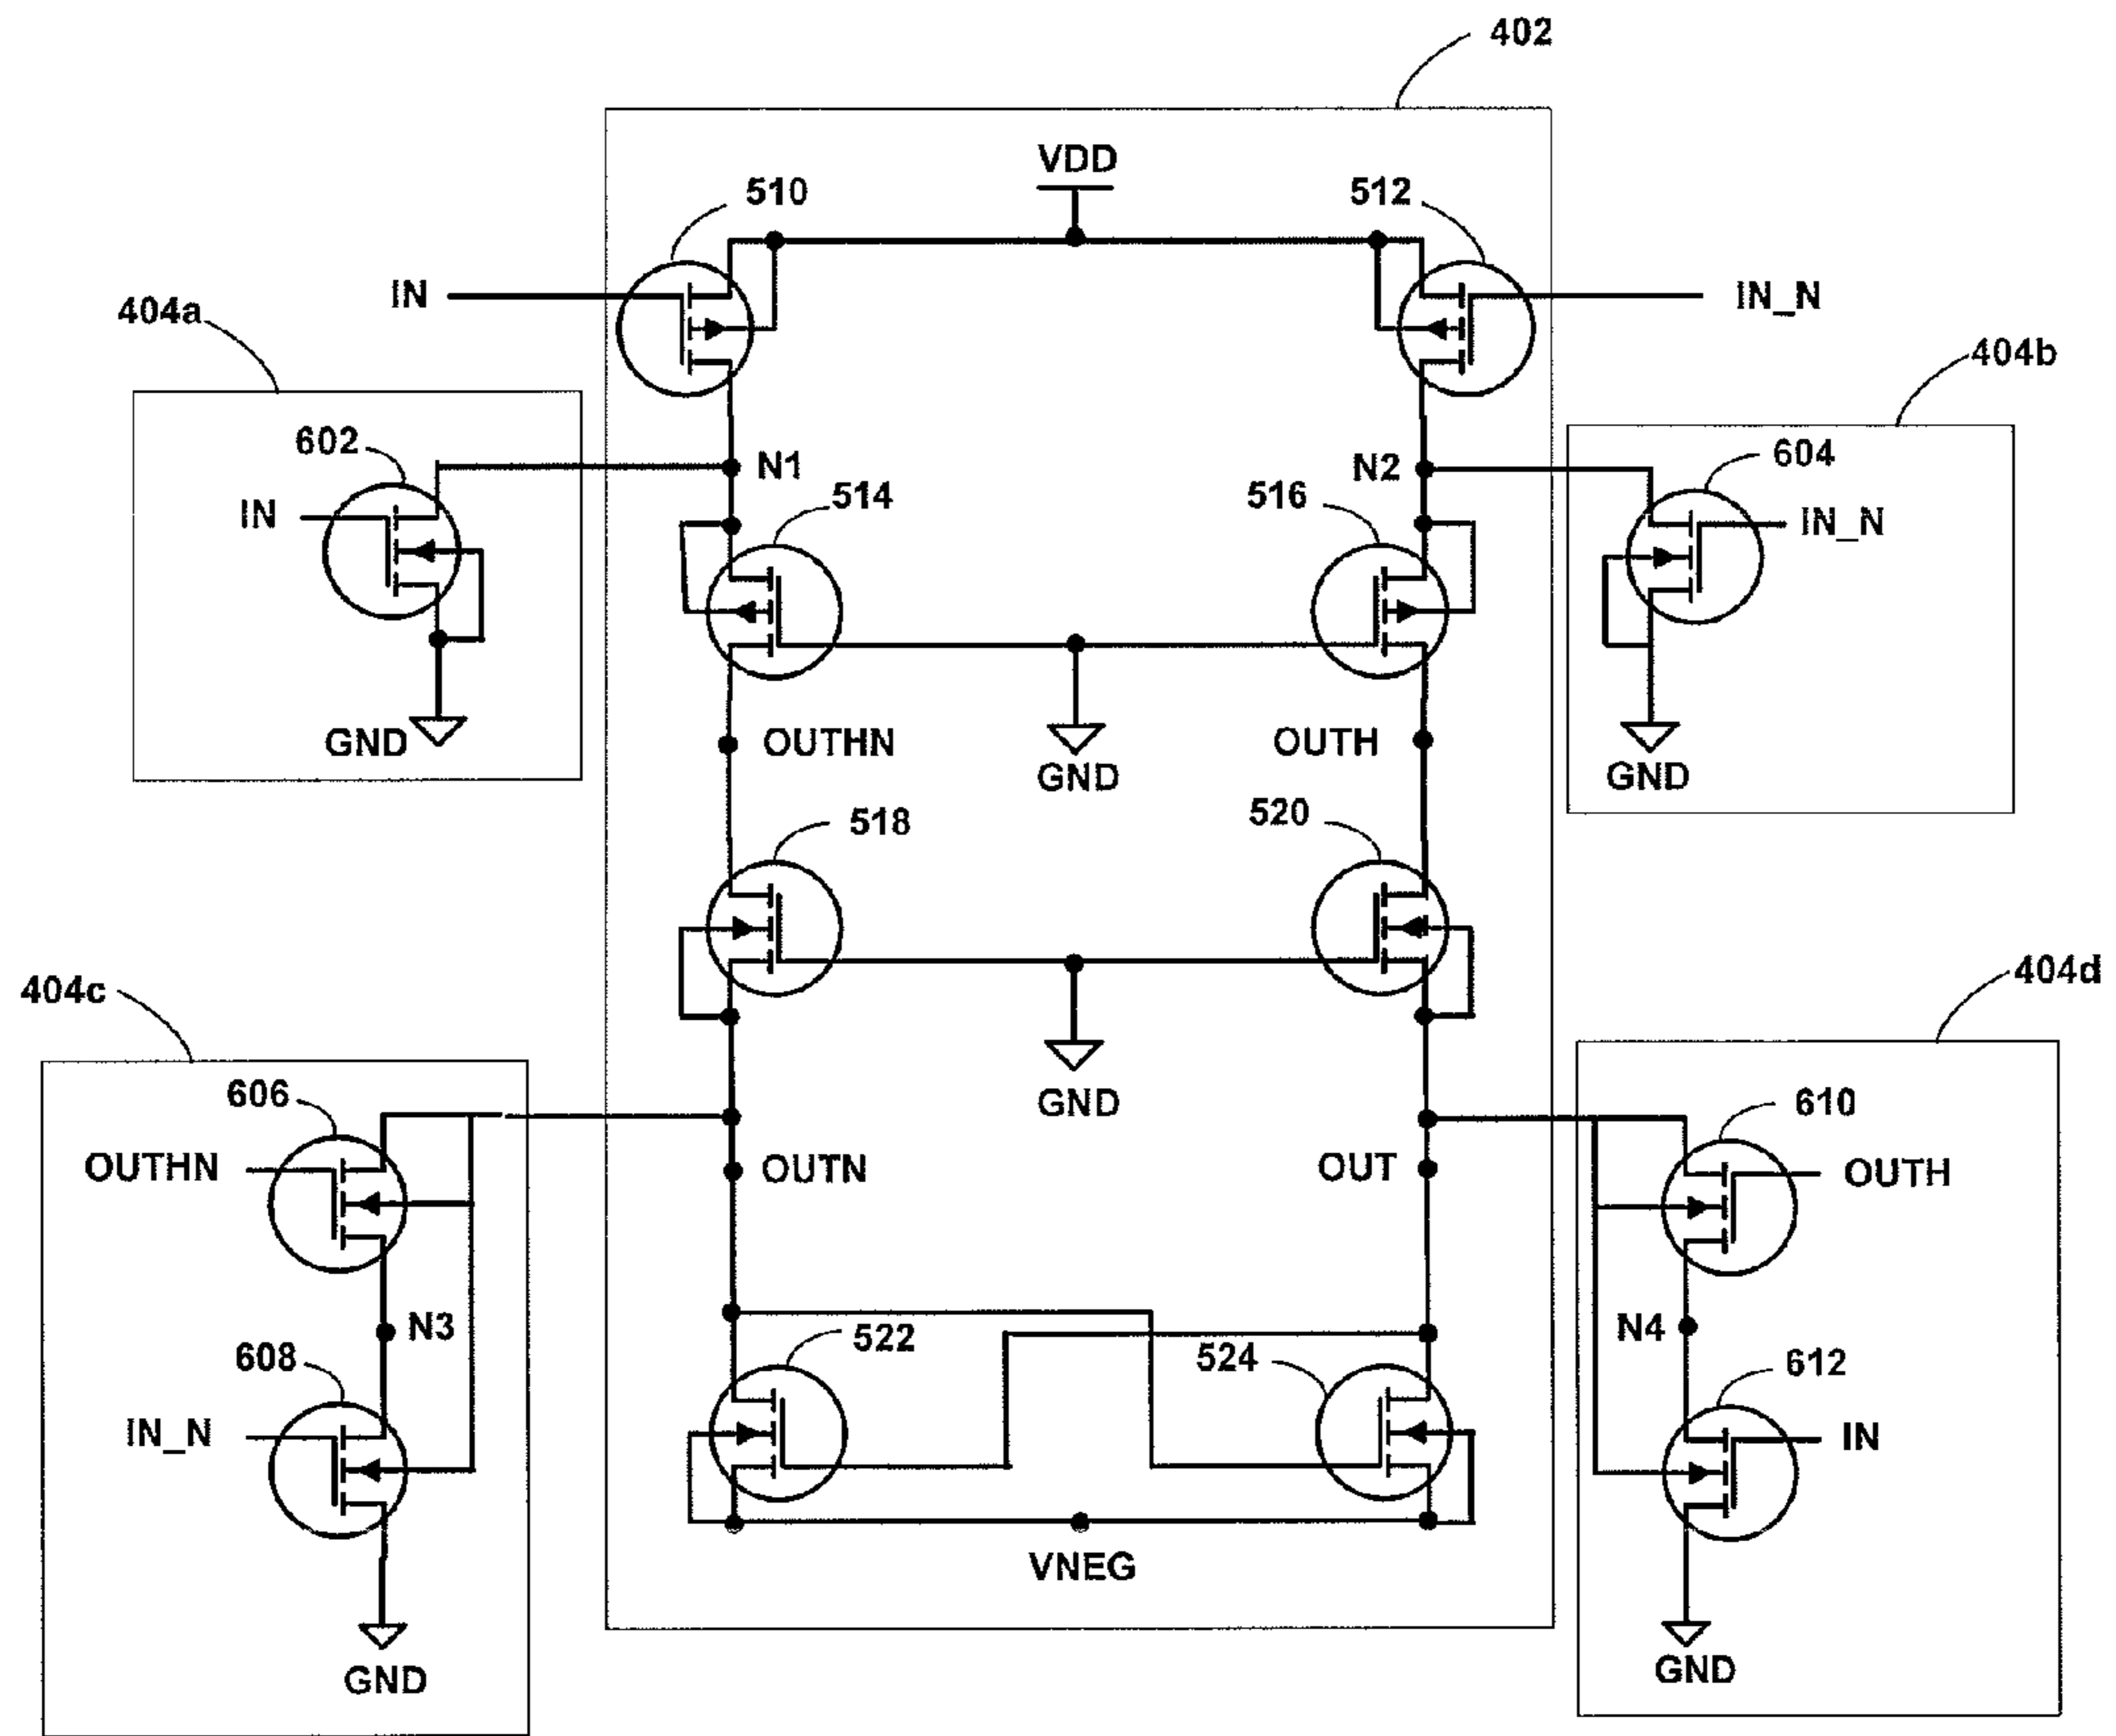 402
VDD
510
512
IN
IN_N
404a
404b
602
N1
N2
604
514
516
IN
IN_N
GND
OUTHN
OUTH
GND
GND
518
520
404c
404d
606
GND
610
OUTHN
OUTN
OUT
OUTH
N3
522
524
N4
608
612
IN_N
IN
VNEG
GND
GND